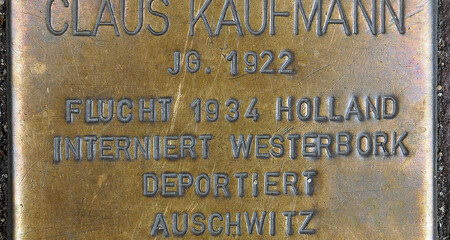 CLAUS KAUFMANN
JG. 1922
FLUCHT 1934 HOLLAND
INTERNIERT WESTERBORK
DEPORTIERT
AUSCHWITZ